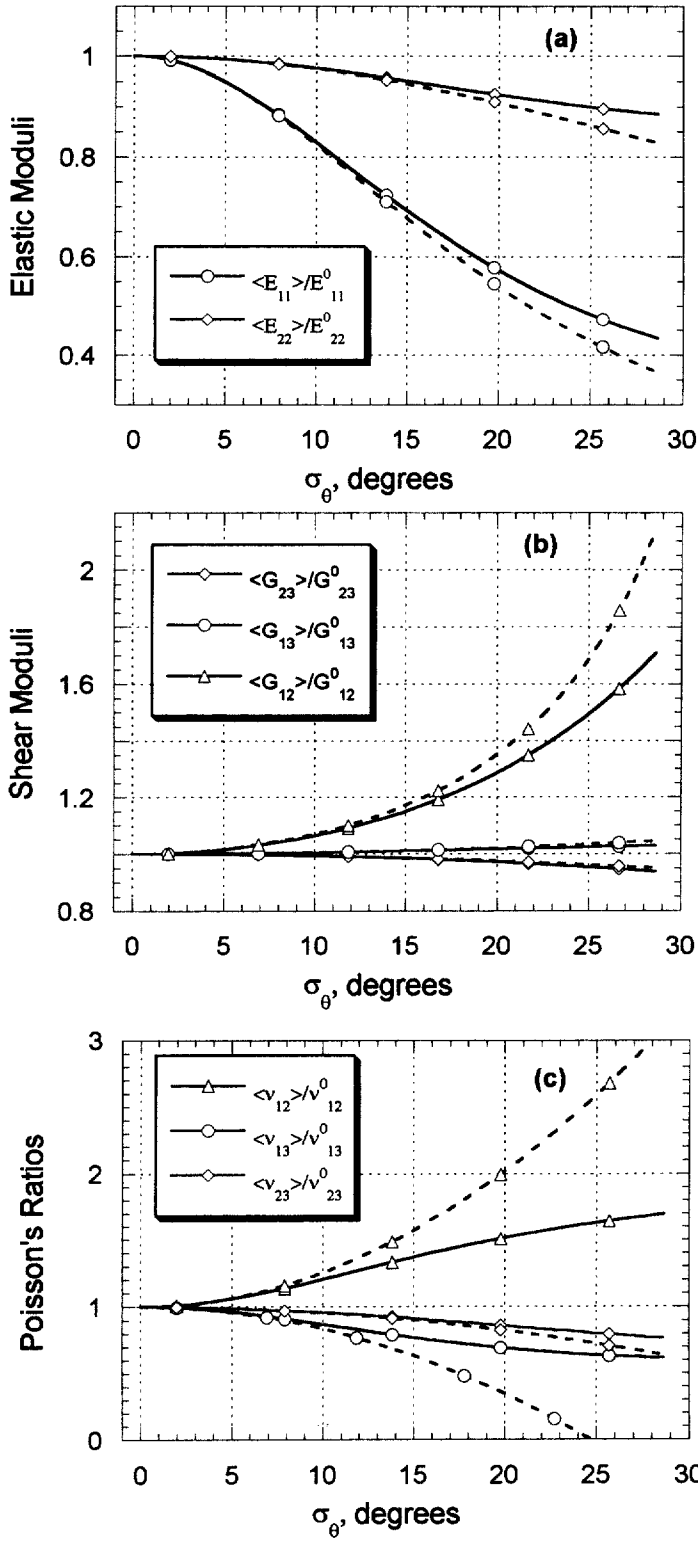 (a)
1
0.8
0.6
0.4
Elastic Moduli
<E₁₁>/E⁰₁₁
<E₂₂>/E⁰₂₂
0 5 10 15 20 25 30
σ_θ, degrees
(b)
2
1.6
1.2
0.8
Shear Moduli
<G₂₃>/G⁰₂₃
<G₁₃>/G⁰₁₃
<G₁₂>/G⁰₁₂
0 5 10 15 20 25 30
σ_θ, degrees
(c)
3
2
1
0
Poisson's Ratios
<ν₁₂>/ν⁰₁₂
<ν₁₃>/ν⁰₁₃
<ν₂₃>/ν⁰₂₃
0 5 10 15 20 25 30
σ_θ, degrees